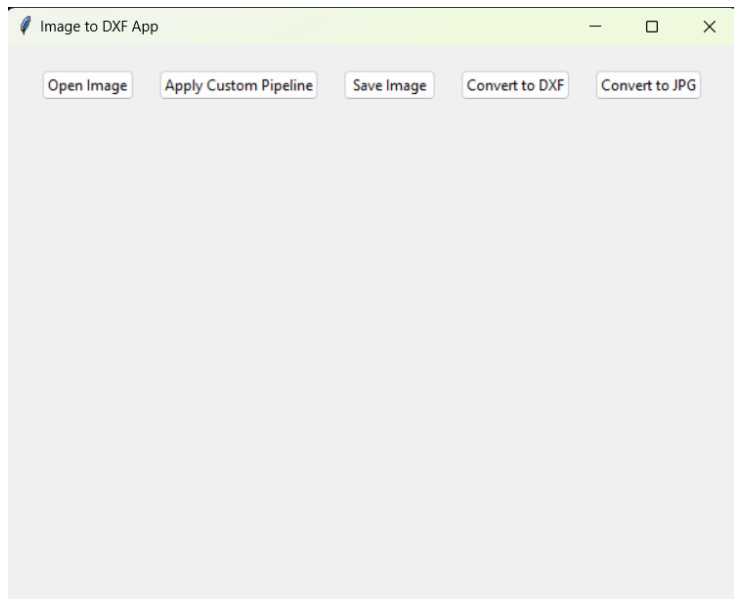 Image to DXF App
Open Image Apply Custom Pipeline Save Image Convert to DXF Convert to JPG